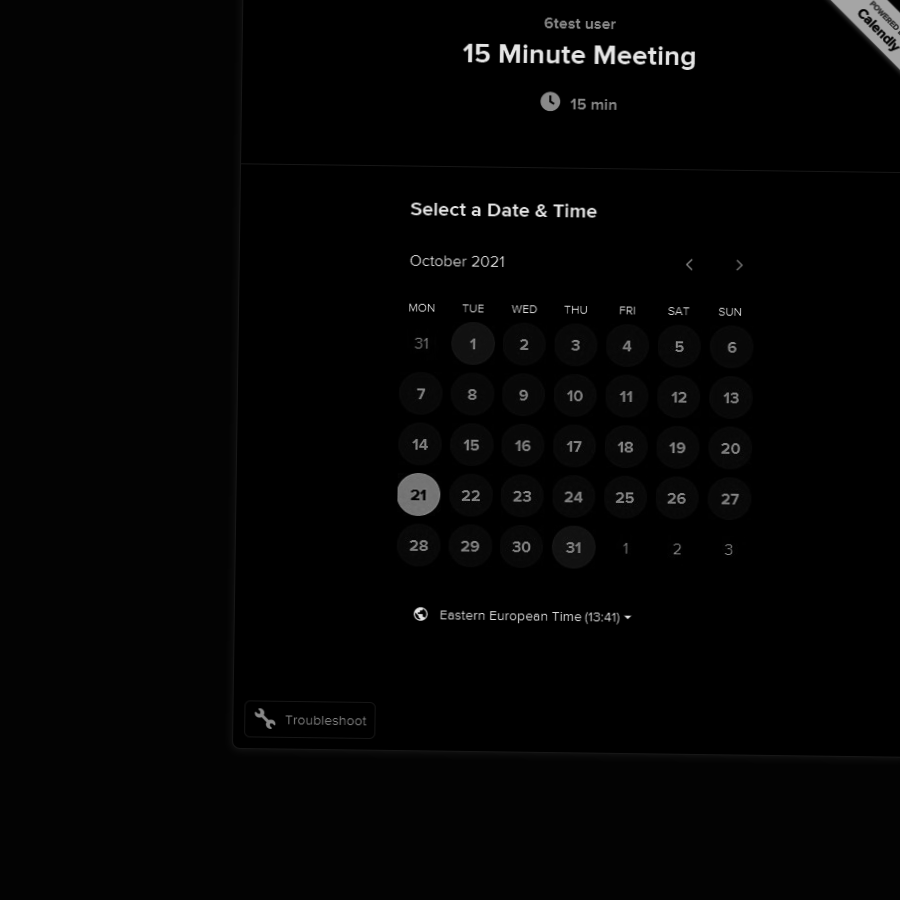 6test user
15 Minute Meeting
15 min
POWERED
Calendly
Select a Date & Time
October 2021
MON TUE WED THU FRI SAT SUN
31 1 2 3 4 5 6
7 8 9 10 11 12 13
14 15 16 17 18 19 20
21 22 23 24 25 26 27
28 29 30 31 1 2 3
Eastern European Time (13:41)
Troubleshoot